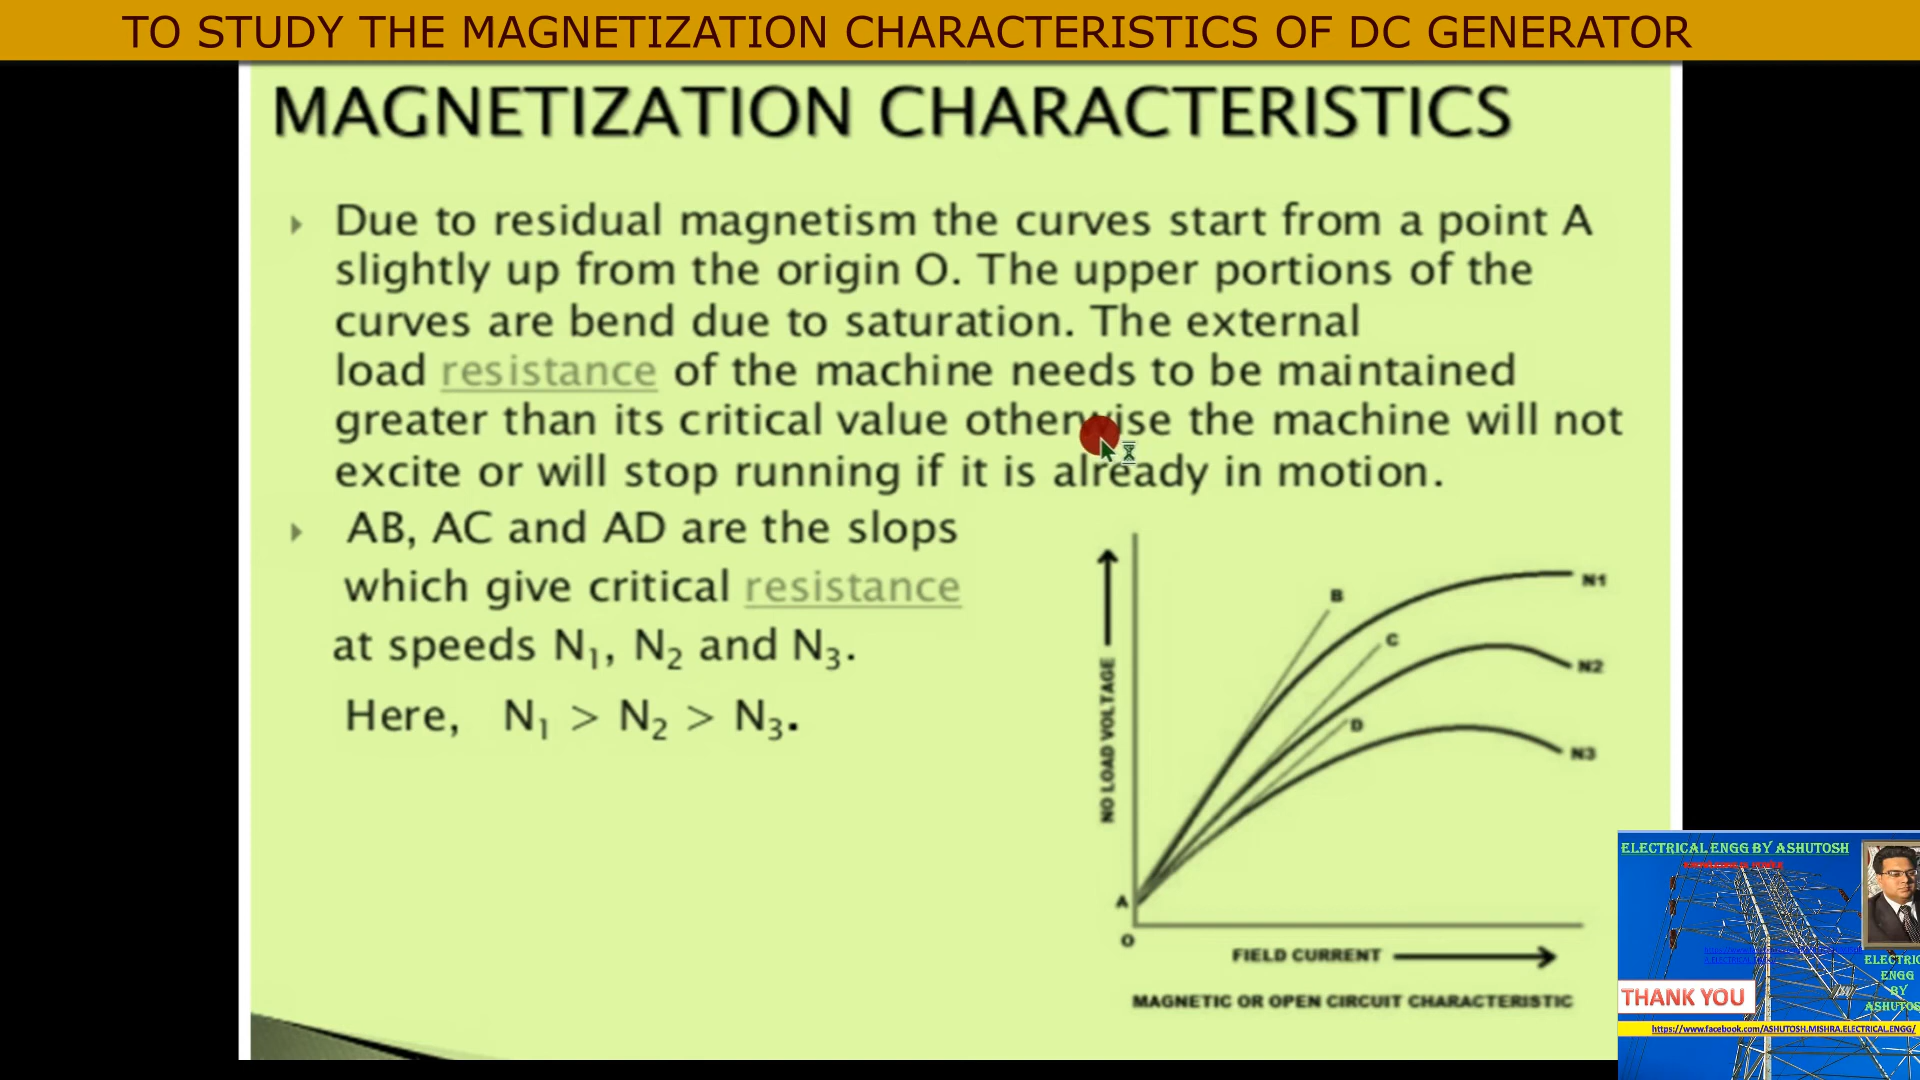 TO STUDY THE MAGNETIZATION CHARACTERISTICS OF DC GENERATOR
MAGNETIZATION CHARACTERISTICS
Due to residual magnetism the curves start from a point A
slightly up from the origin O. The upper portions of the
curves are bend due to saturation. The external
load resistance of the machine needs to be maintained
greater than its critical value otherwise the machine will not
excite or will stop running if it is already in motion.
AB, AC and AD are the slops
which give critical resistance
at speeds N1, N2 and N3.
Here, N1 > N2 > N3.
NO LOAD VOLTAGE
B
C
D
N1
N2
N3
A
O
FIELD CURRENT
MAGNETIC OR OPEN CIRCUIT CHARACTERISTIC
ELECTRICAL ENGG BY ASHUTOSH
ELECTRIC
ENGG
BY
ASHUTOS
THANK YOU
https://www.facebook.com/ASHUTOSH.MISHRA.ELECTRICAL.ENGG/